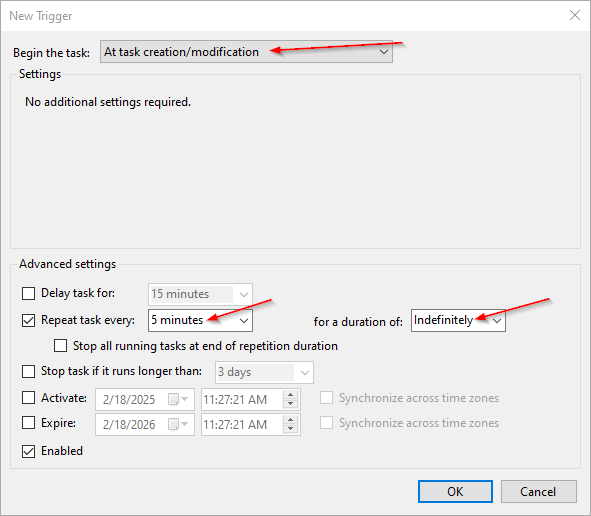 New Trigger
Begin the task: At task creation/modification
Settings
No additional settings required.
Advanced settings
Delay task for: 15 minutes
Repeat task every: 5 minutes for a duration of: Indefinitely
Stop all running tasks at end of repetition duration
Stop task if it runs longer than: 3 days
Activate: 2/18/2025 11:27:21 AM Synchronize across time zones
Expire: 2/18/2026 11:27:21 AM Synchronize across time zones
Enabled
OK Cancel